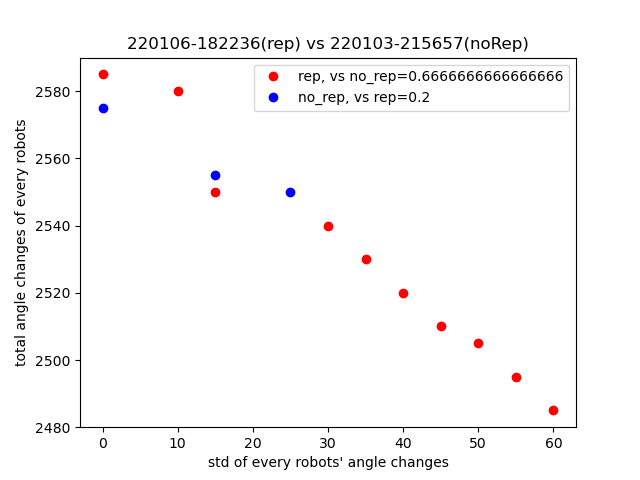 220106-182236(rep) vs 220103-215657(noRep)
rep, vs no_rep=0.6666666666666666
no_rep, vs rep=0.2
total angle changes of every robots
2580
2560
2540
2520
2500
2480
0 10 20 30 40 50 60
std of every robots' angle changes